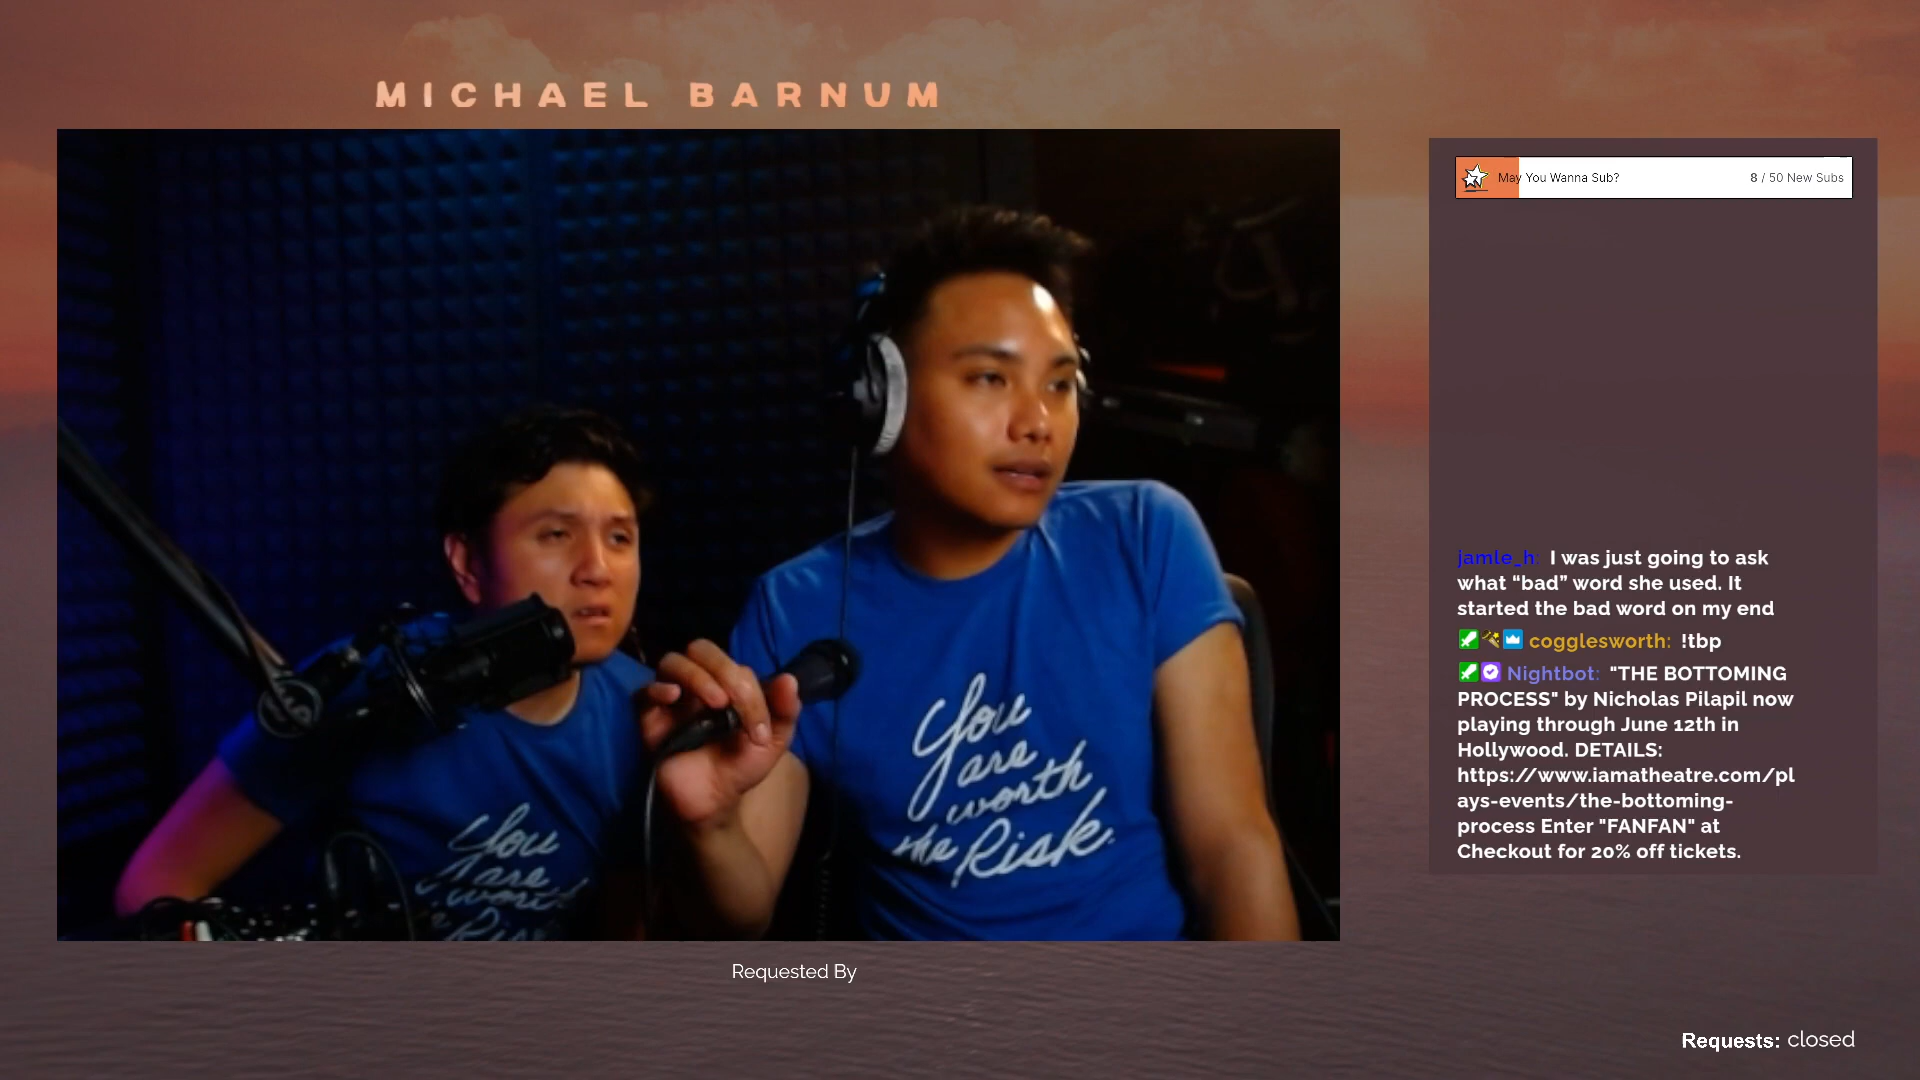 MICHAEL BARNUM
May You Wanna Sub? 8 / 50 New Subs
You
are
worth
the Risk.
You
are
Requested By
jamle_h: I was just going to ask
what “bad” word she used. It
started the bad word on my end
cogglesworth: !tbp
Nightbot: "THE BOTTOMING
PROCESS" by Nicholas Pilapil now
playing through June 12th in
Hollywood. DETAILS:
https://www.iamatheatre.com/pl
ays-events/the-bottoming-
process Enter "FANFAN" at
Checkout for 20% off tickets.
Requests: closed